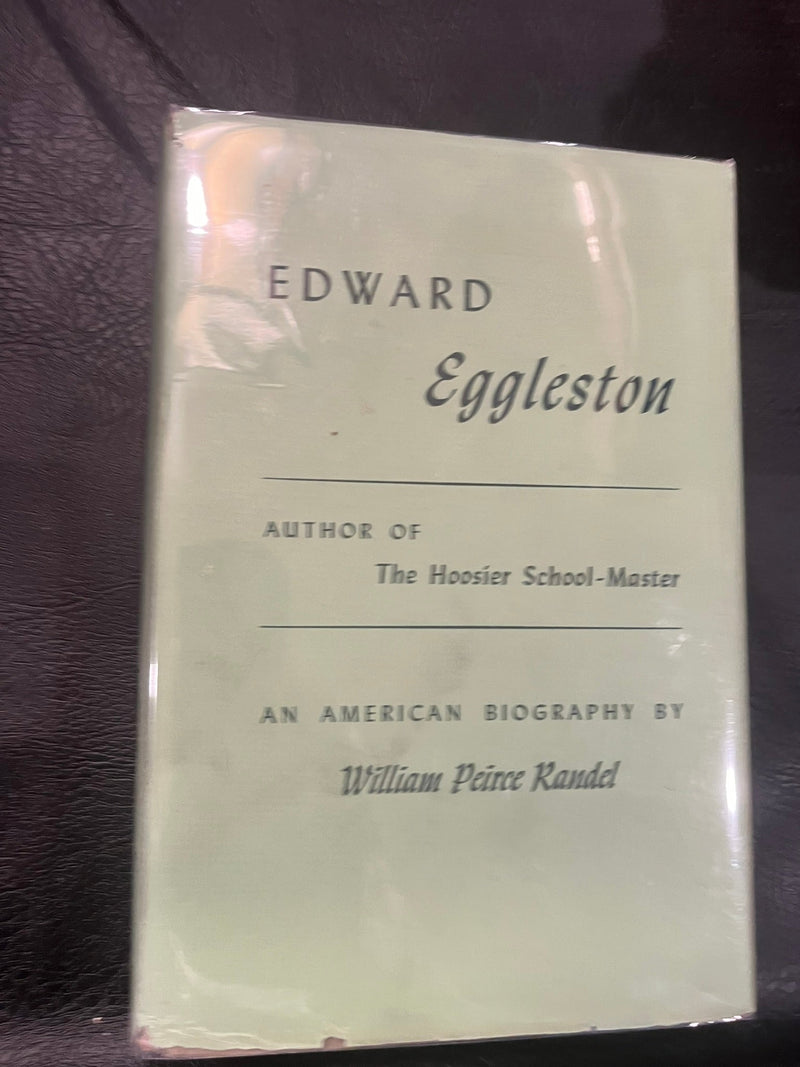 EDWARD
Eggleston
AUTHOR OF
The Hoosier School-Master
AN AMERICAN BIOGRAPHY BY
William Peirce Randel